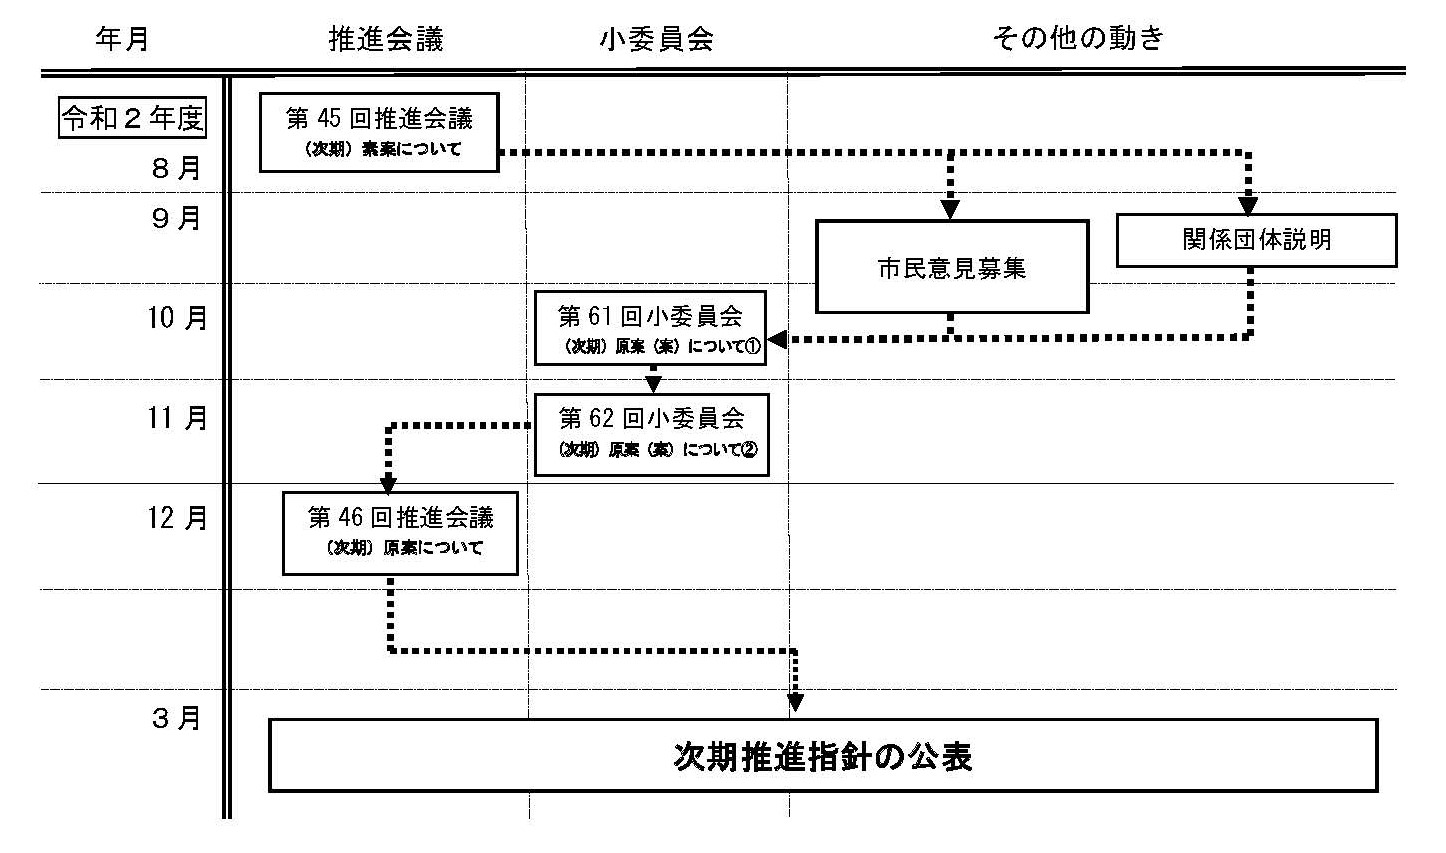 年月 推進会議 小委員会 その他の動き
令和２年度
８月
第 45 回推進会議
（次期）素案について
９月
市民意見募集
関係団体説明
10 月
第 61 回小委員会
（次期）原案（案）について①
11 月
第 62 回小委員会
（次期）原案（案）について②
12 月
第 46 回推進会議
（次期）原案について
３月
次期推進指針の公表